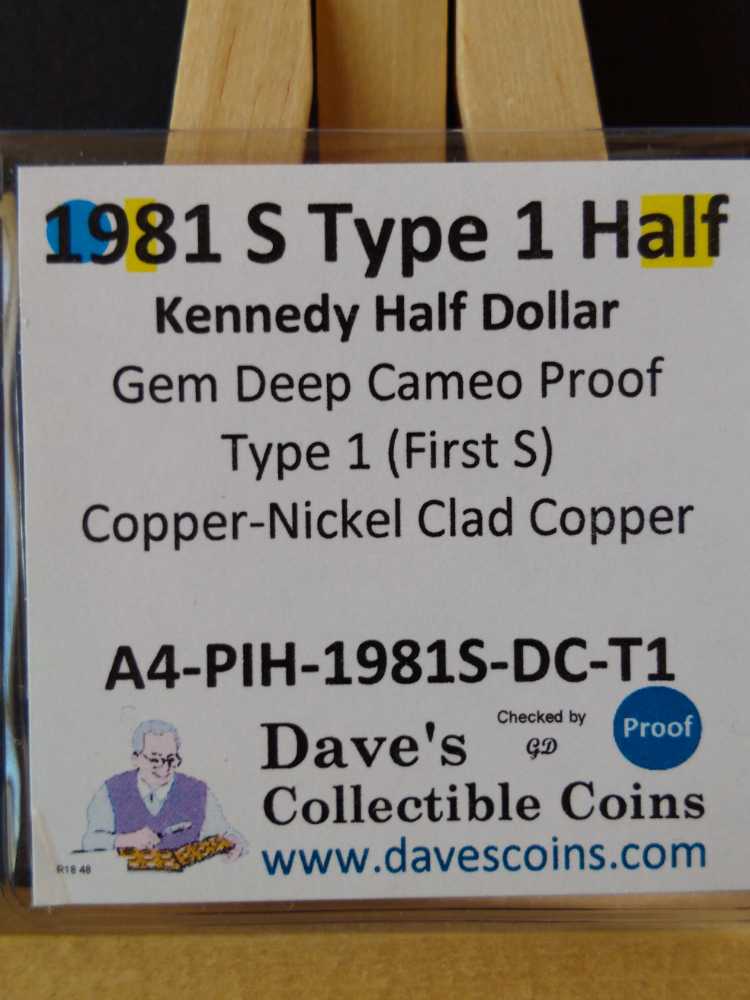 1981 S Type 1 Half
Kennedy Half Dollar
Gem Deep Cameo Proof
Type 1 (First S)
Copper-Nickel Clad Copper
A4-PIH-1981S-DC-T1
Dave's
Checked by
GD
Proof
Collectible Coins
www.davescoins.com
R18 48